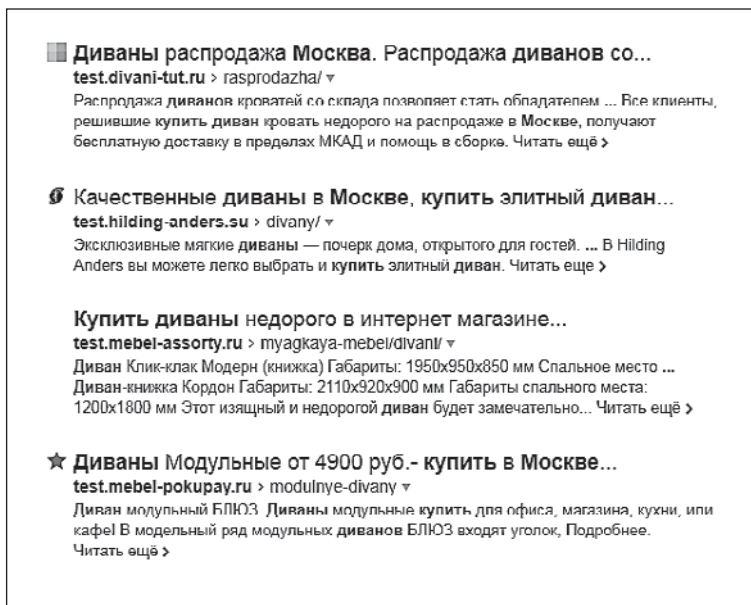 Диваны распродажа Москва. Распродажа диванов со...
test.divani-tut.ru > rasprodazha/
Распродажа диванов кроватей со склада позволяет стать обладателем ... Все клиенты,
решившие купить диван кровать недорого на распродаже в Москве, получают
бесплатную доставку в пределах МКАД и помощь в сборке. Читать ещё >
Качественные диваны в Москве, купить элитный диван...
test.hilding-anders.su > divany/
Эксклюзивные мягкие диваны — почерк дома, открытого для гостей. ... В Hilding
Anders вы можете легко выбрать и купить элитный диван. Читать еще >
Купить диваны недорого в интернет магазине...
test.mebel-assorty.ru > myagkaya-mebel/divani/
Диван Клик-клак Модерн (книжка) Габариты: 1950x950x850 мм Спальное место ...
Диван-книжка Кордон Габариты: 2110x920x900 мм Габариты спального места:
1200x1800 мм Этот изящный и недорогой диван будет замечательно... Читать ещё >
Диваны Модульные от 4900 руб.- купить в Москве...
test.mebel-pokupay.ru > modulnye-divany
Диван модульный БЛЮЗ. Диваны модульные купить для офиса, магазина, кухни, или
кафе! В модельный ряд модульных диванов БЛЮЗ входят уголок, Подробнее.
Читать ещё >